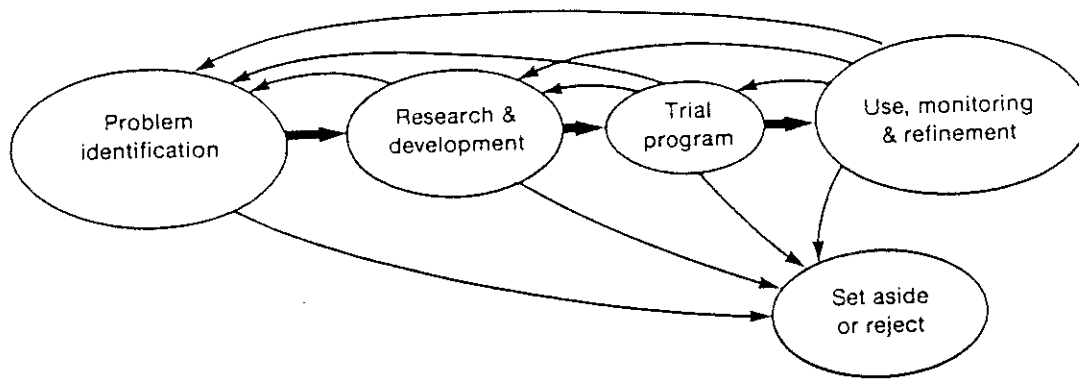 Problem
identification
Research &
development
Trial
program
Use, monitoring
& refinement
Set aside
or reject